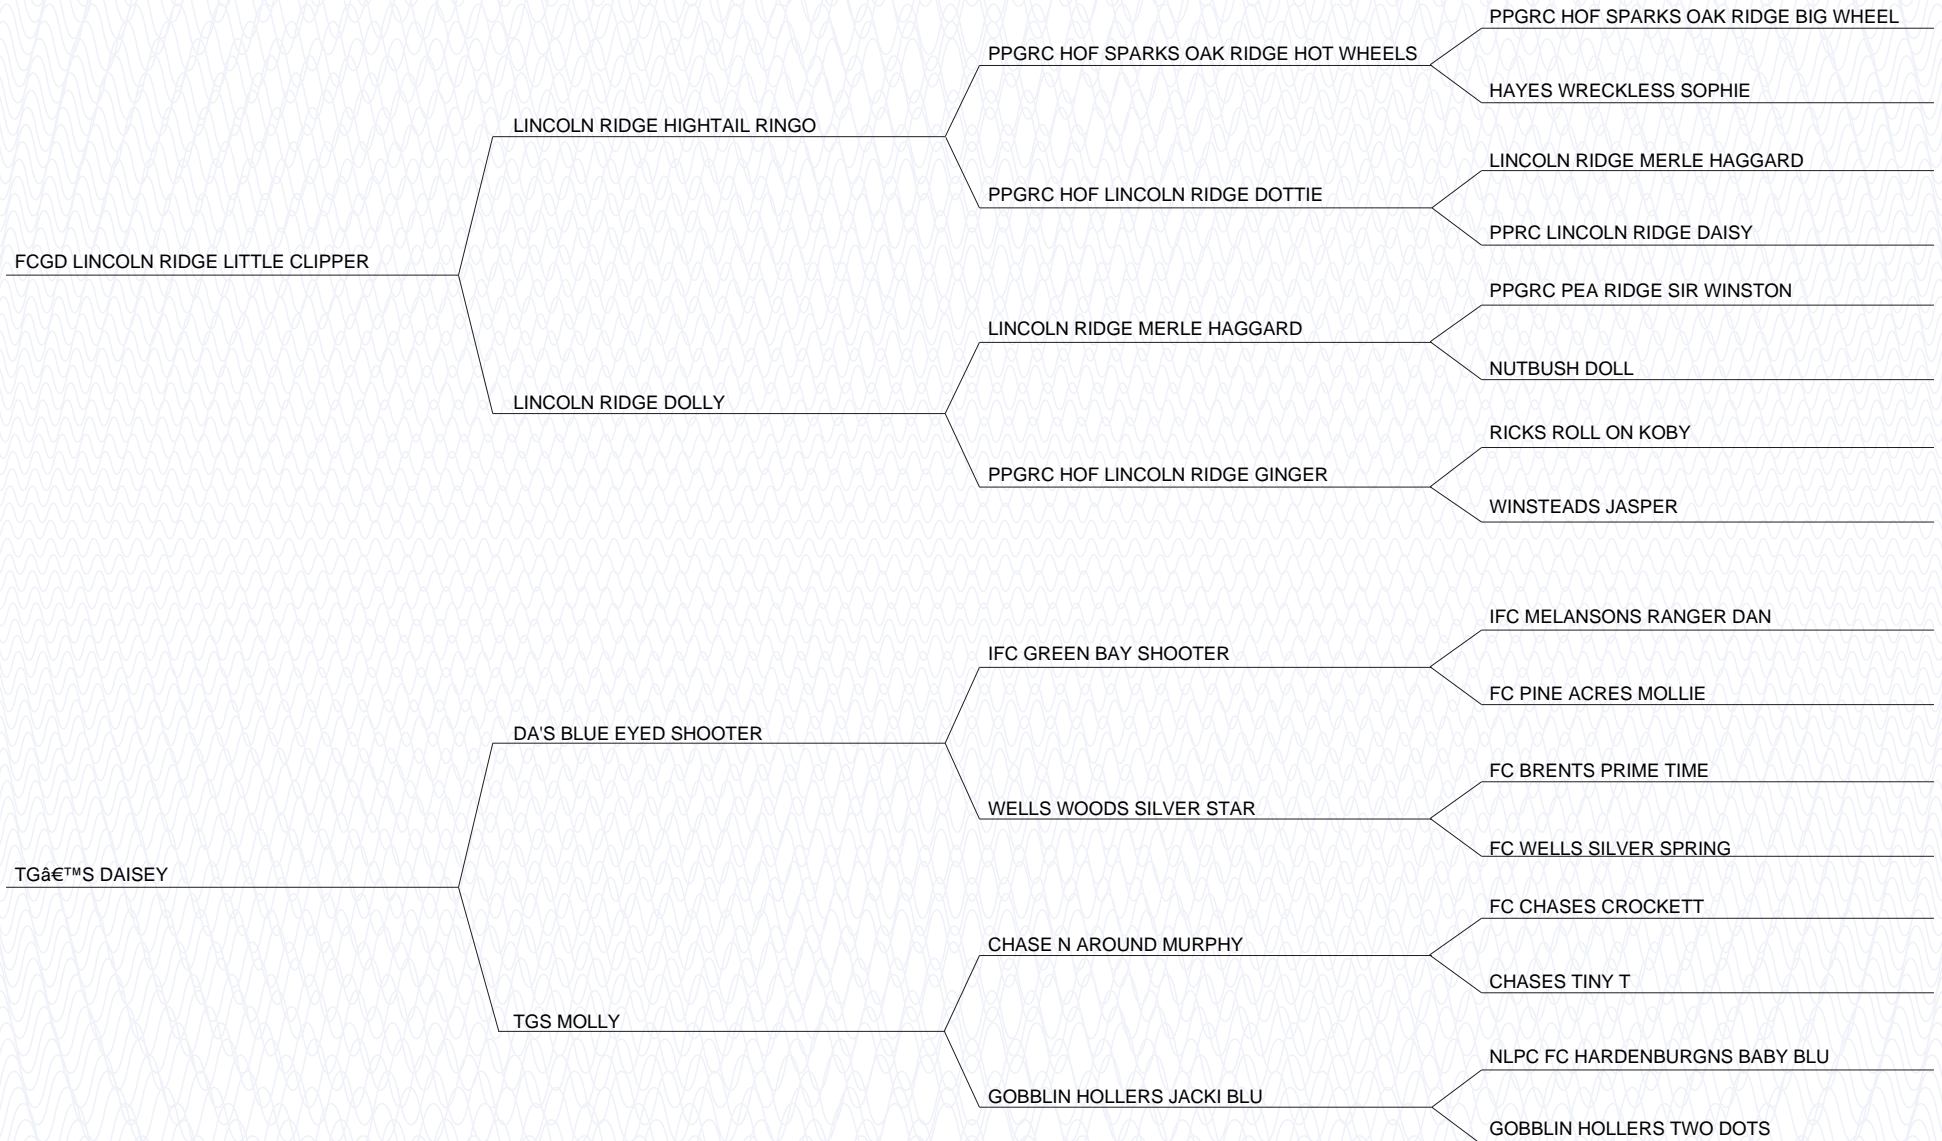 PPGRC HOF SPARKS OAK RIDGE BIG WHEEL
PPGRC HOF SPARKS OAK RIDGE HOT WHEELS
HAYES WRECKLESS SOPHIE
LINCOLN RIDGE HIGHTAIL RINGO
LINCOLN RIDGE MERLE HAGGARD
PPGRC HOF LINCOLN RIDGE DOTTIE
PPRC LINCOLN RIDGE DAISY
FCGD LINCOLN RIDGE LITTLE CLIPPER
PPGRC PEA RIDGE SIR WINSTON
LINCOLN RIDGE MERLE HAGGARD
NUTBUSH DOLL
LINCOLN RIDGE DOLLY
RICKS ROLL ON KOBY
PPGRC HOF LINCOLN RIDGE GINGER
WINSTEADS JASPER
IFC MELANSONS RANGER DAN
IFC GREEN BAY SHOOTER
FC PINE ACRES MOLLIE
DA'S BLUE EYED SHOOTER
FC BRENTS PRIME TIME
WELLS WOODS SILVER STAR
FC WELLS SILVER SPRING
TGâ€™S DAISEY
FC CHASES CROCKETT
CHASE N AROUND MURPHY
CHASES TINY T
TGS MOLLY
NLPC FC HARDENBURGNS BABY BLU
GOBBLIN HOLLERS JACKI BLU
GOBBLIN HOLLERS TWO DOTS